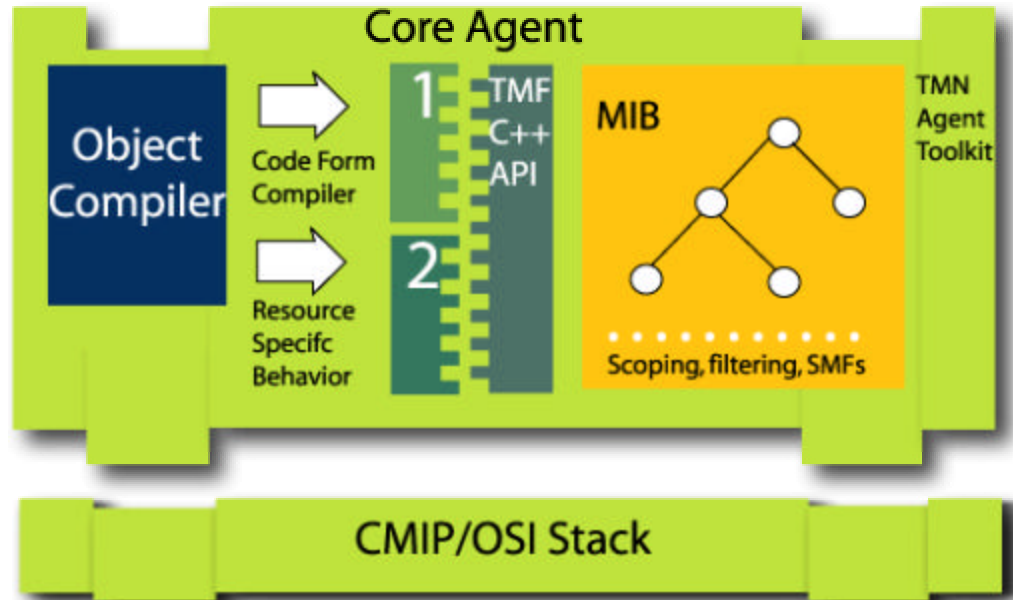 Core Agent
Object
Compiler
Code Form
Compiler
Resource
Specifc
Behavior
1
2
TMF
C++
API
MIB
Scoping, filtering, SMFs
TMN
Agent
Toolkit
CMIP/OSI Stack